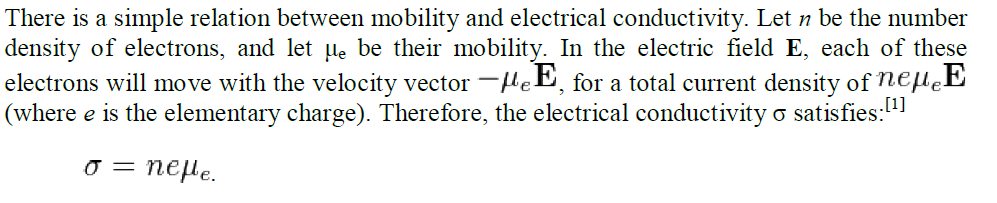 There is a simple relation between mobility and electrical conductivity. Let n be the number
density of electrons, and let μe be their mobility. In the electric field E, each of these
electrons will move with the velocity vector −μₑE, for a total current density of neμₑE
(where e is the elementary charge). Therefore, the electrical conductivity σ satisfies:[1]
σ = neμₑ.